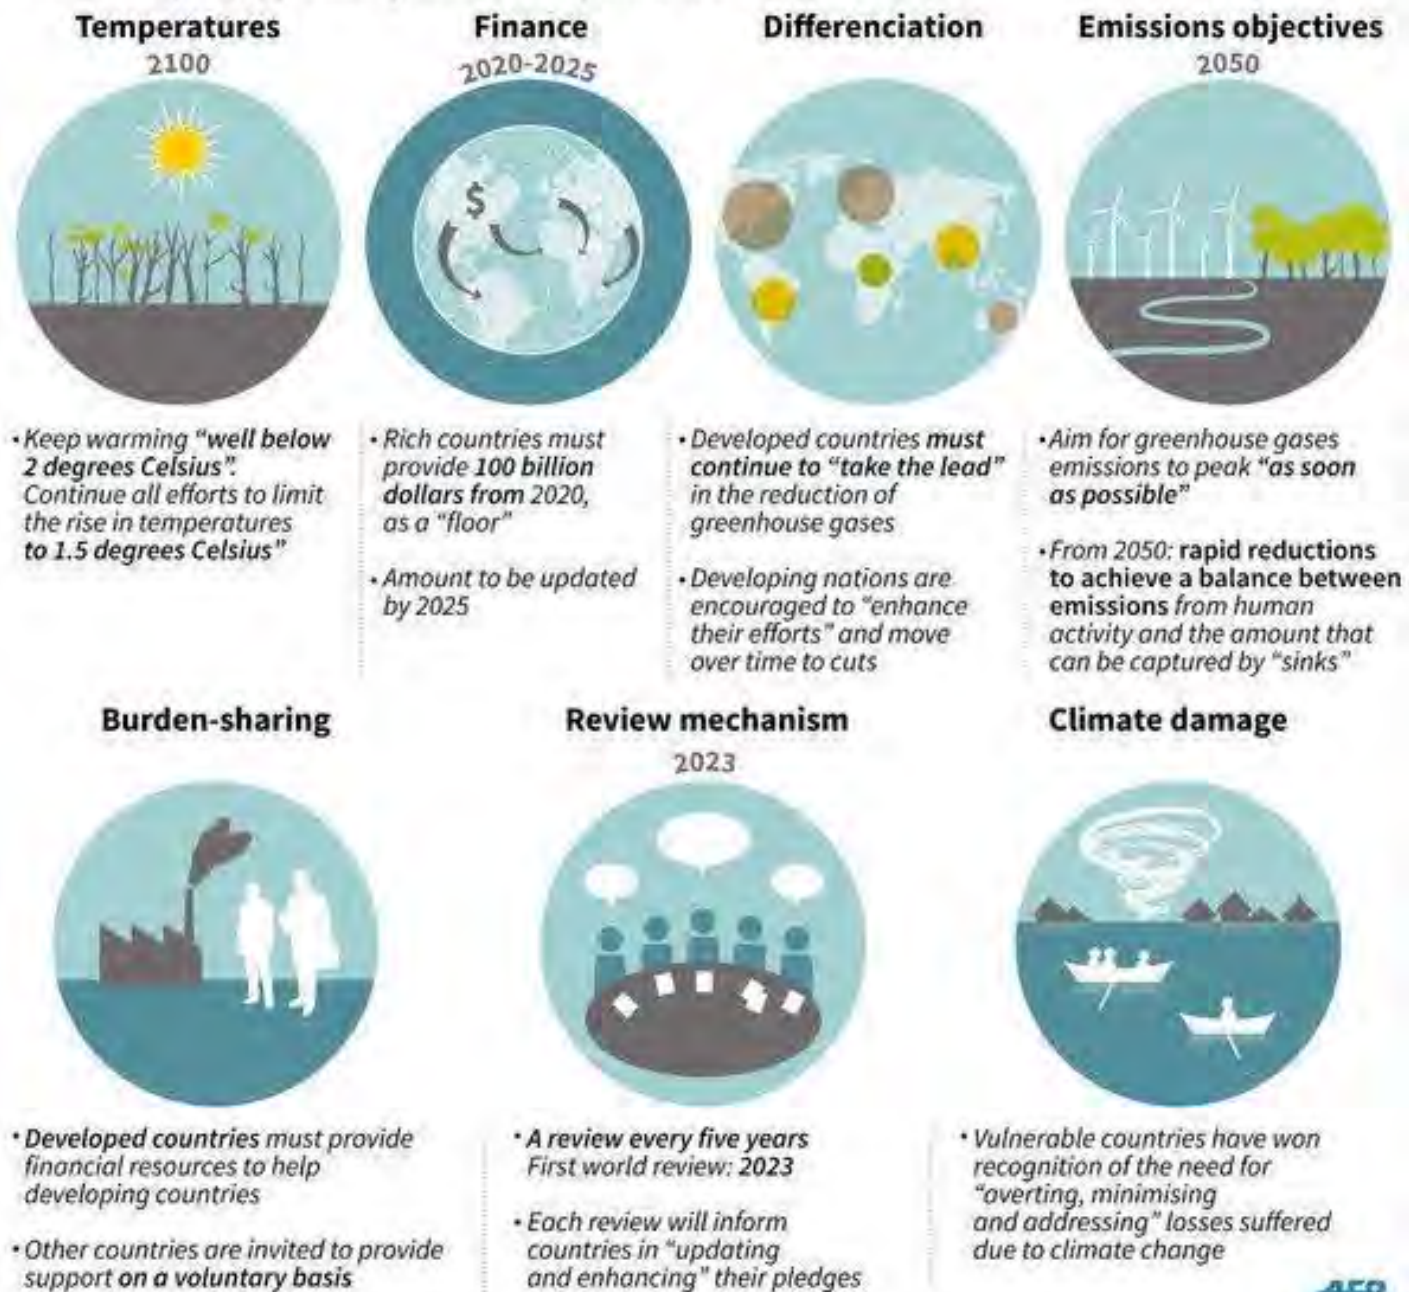 Temperatures
2100
• Keep warming “well below
2 degrees Celsius”.
Continue all efforts to limit
the rise in temperatures
to 1.5 degrees Celsius”
Finance
2020-2025
$
• Rich countries must
provide 100 billion
dollars from 2020,
as a “floor”
• Amount to be updated
by 2025
Differenciation
• Developed countries must
continue to “take the lead”
in the reduction of
greenhouse gases
• Developing nations are
encouraged to “enhance
their efforts” and move
over time to cuts
Emissions objectives
2050
• Aim for greenhouse gases
emissions to peak “as soon
as possible”
• From 2050: rapid reductions
to achieve a balance between
emissions from human
activity and the amount that
can be captured by “sinks”
Burden-sharing
• Developed countries must provide
financial resources to help
developing countries
• Other countries are invited to provide
support on a voluntary basis
Review mechanism
2023
• A review every five years
First world review: 2023
• Each review will inform
countries in “updating
and enhancing” their pledges
Climate damage
• Vulnerable countries have won
recognition of the need for
“averting, minimising
and addressing” losses suffered
due to climate change
AFP